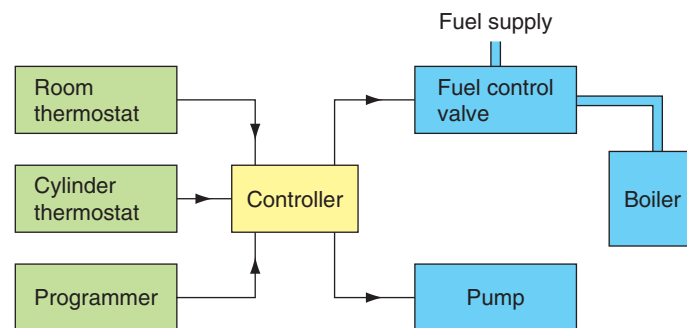 Fuel supply
Room
thermostat
Fuel control
valve
Cylinder
thermostat
Controller
Boiler
Programmer
Pump